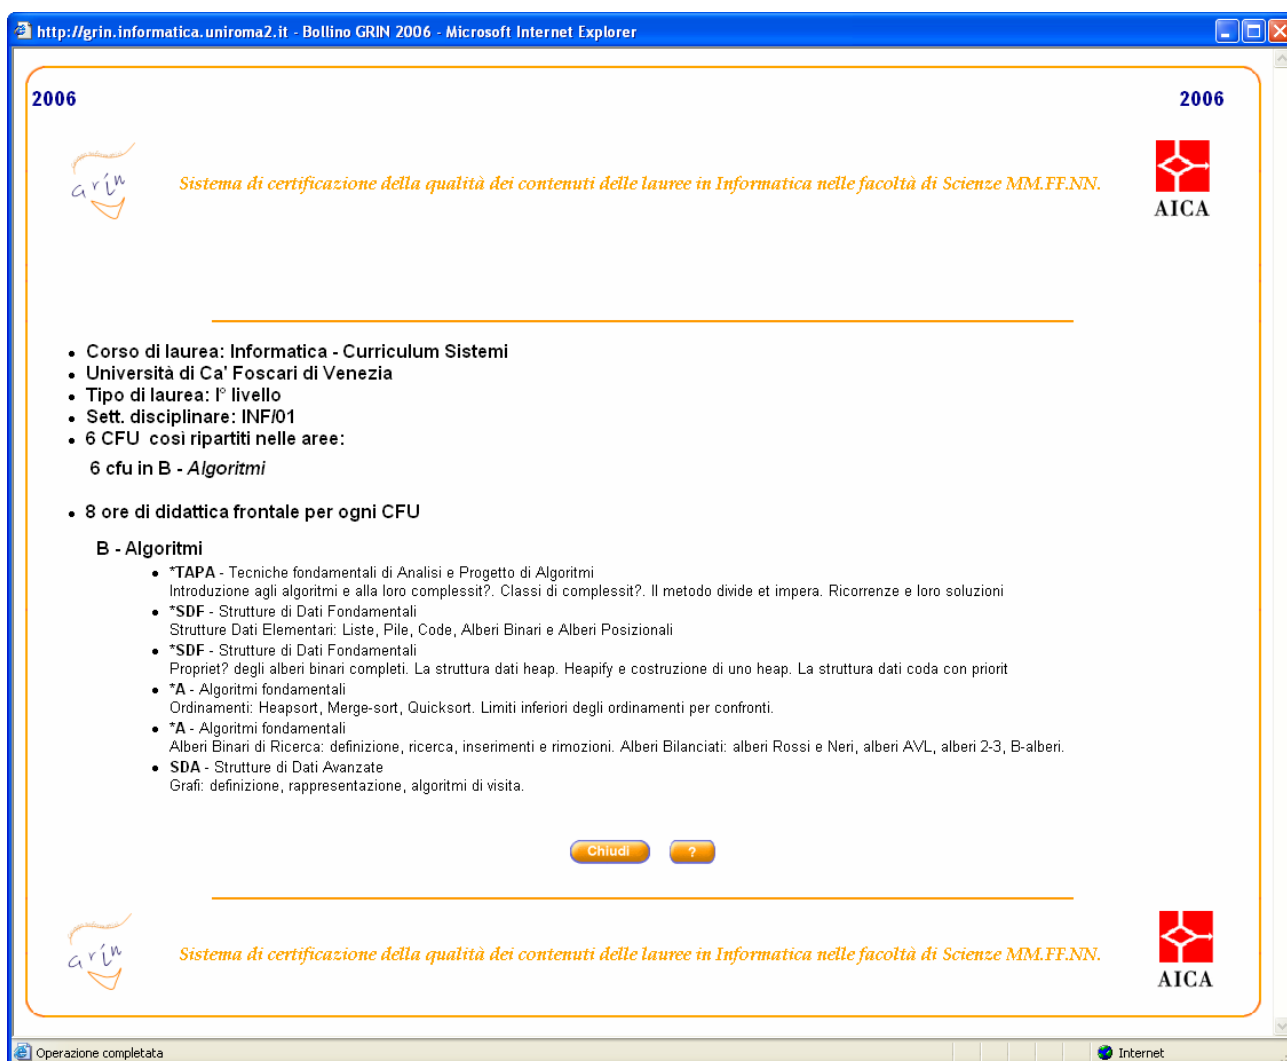 http://grin.informatica.uniroma2.it - Bollino GRIN 2006 - Microsoft Internet Explorer
2006 2006
grin
Sistema di certificazione della qualità dei contenuti delle lauree in Informatica nelle facoltà di Scienze MM.FF.NN.
AICA
• Corso di laurea: Informatica - Curriculum Sistemi
• Università di Ca' Foscari di Venezia
• Tipo di laurea: I° livello
• Sett. disciplinare: INF/01
• 6 CFU così ripartiti nelle aree:
6 cfu in B - Algoritmi
• 8 ore di didattica frontale per ogni CFU
B - Algoritmi
• *TAPA - Tecniche fondamentali di Analisi e Progetto di Algoritmi
Introduzione agli algoritmi e alla loro complessit?. Classi di complessit?. Il metodo divide et impera. Ricorrenze e loro soluzioni
• *SDF - Strutture di Dati Fondamentali
Strutture Dati Elementari: Liste, Pile, Code, Alberi Binari e Alberi Posizionali
• *SDF - Strutture di Dati Fondamentali
Propriet? degli alberi binari completi. La struttura dati heap. Heapify e costruzione di uno heap. La struttura dati coda con priorit
• *A - Algoritmi fondamentali
Ordinamenti: Heapsort, Merge-sort, Quicksort. Limiti inferiori degli ordinamenti per confronti.
• *A - Algoritmi fondamentali
Alberi Binari di Ricerca: definizione, ricerca, inserimenti e rimozioni. Alberi Bilanciati: alberi Rossi e Neri, alberi AVL, alberi 2-3, B-alberi.
• SDA - Strutture di Dati Avanzate
Grafi: definizione, rappresentazione, algoritmi di visita.
Chiudi ?
grin
Sistema di certificazione della qualità dei contenuti delle lauree in Informatica nelle facoltà di Scienze MM.FF.NN.
AICA
Operazione completata Internet